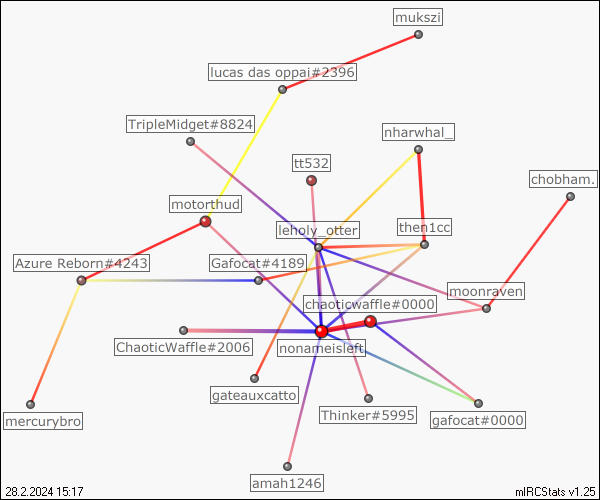 mukszi
lucas das oppai#2396
TripleMidget#8824
nharwhal_
tt532
chobham.
motorthud
leholy_otter
then1cc
Azure Reborn#4243
Gafocat#4189
moonraven
chaoticwaffle#0000
ChaoticWaffle#2006
nonameisleft
gateauxcatto
Thinker#5995
gafocat#0000
mercurybro
amah1246
28.2.2024 15:17
mIRCStats v1.25